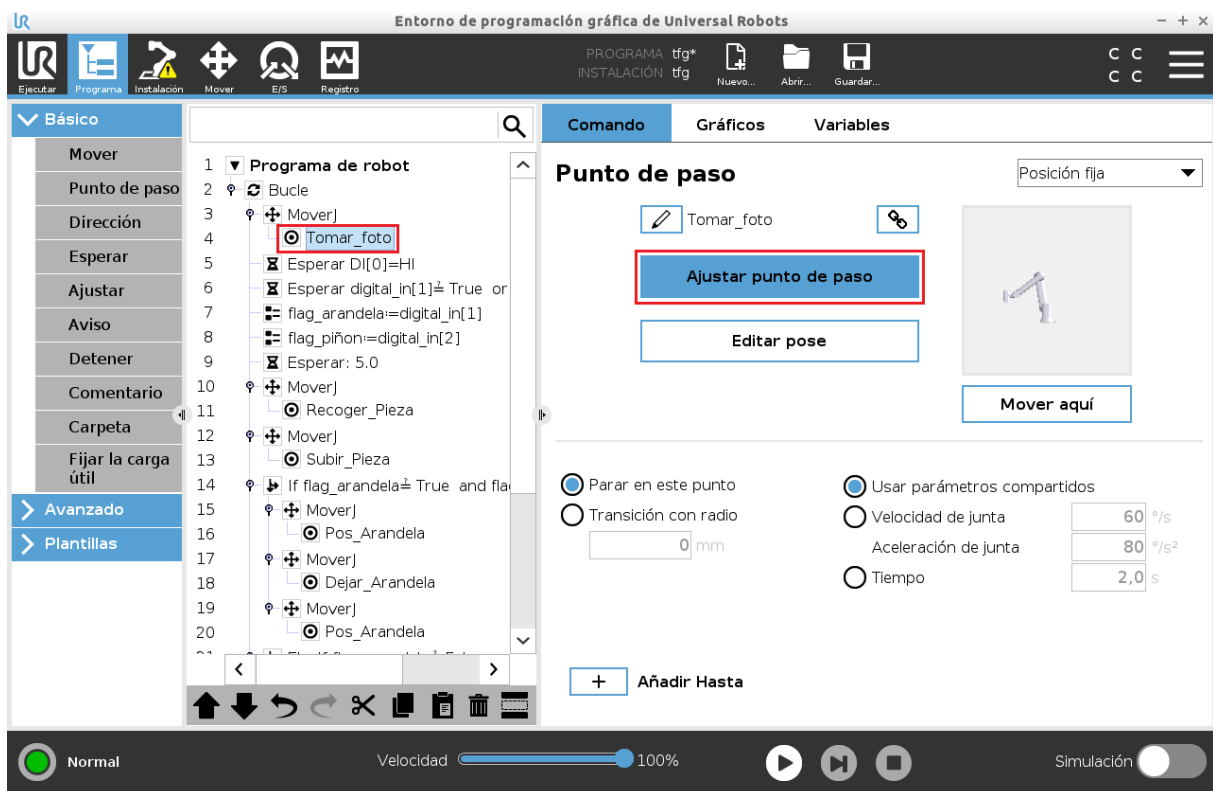 Entorno de programación gráfica de Universal Robots
Ejecutar
Programa
Instalación
Mover
E/S
Registro
PROGRAMA tfg*
INSTALACIÓN tfg
Nuevo...
Abrir...
Guardar...
C C
C C
Básico
Mover
Punto de paso
Dirección
Esperar
Ajustar
Aviso
Detener
Comentario
Carpeta
Fijar la carga
útil
Avanzado
Plantillas
1 Programa de robot
2 Bucle
3 MoverJ
4 Tomar_foto
5 Esperar DI[0]=HI
6 Esperar digital_in[1]≟ True or
7 flag_arandela≔digital_in[1]
8 flag_piñon≔digital_in[2]
9 Esperar: 5.0
10 MoverJ
11 Recoger_Pieza
12 MoverJ
13 Subir_Pieza
14 If flag_arandela≟ True and fla
15 MoverJ
16 Pos_Arandela
17 MoverJ
18 Dejar_Arandela
19 MoverJ
20 Pos_Arandela
Comando Gráficos Variables
Punto de paso
Posición fija
Tomar_foto
Ajustar punto de paso
Editar pose
Mover aquí
Parar en este punto
Transición con radio
0 mm
Usar parámetros compartidos
Velocidad de junta 60 °/s
Aceleración de junta 80 °/s²
Tiempo 2,0 s
+ Añadir Hasta
Normal
Velocidad 100%
Simulación